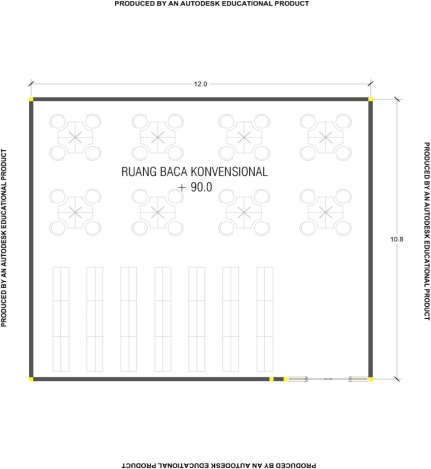 PRODUCED BY AN AUTODESK EDUCATIONAL PRODUCT
12.0
PRODUCED BY AN AUTODESK EDUCATIONAL PRODUCT
RUANG BACA KONVENSIONAL
+ 90.0
10.8
PRODUCED BY AN AUTODESK EDUCATIONAL PRODUCT
PRODUCED BY AN AUTODESK EDUCATIONAL PRODUCT